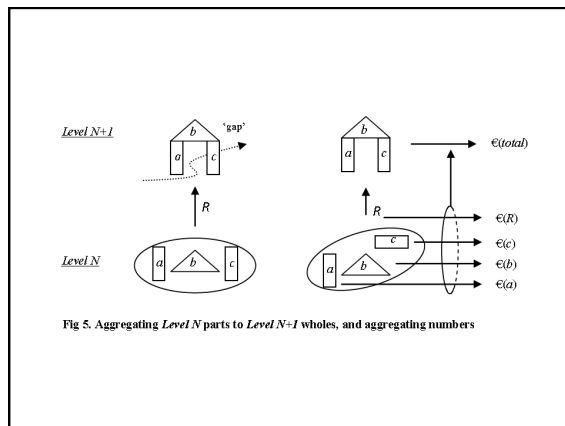 b
'gap'
Level N+1
a
c
R
Level N
a
b
c
b
a
c
€(total)
R
€(R)
c
€(c)
b
€(b)
a
€(a)
Fig 5. Aggregating Level N parts to Level N+1 wholes, and aggregating numbers